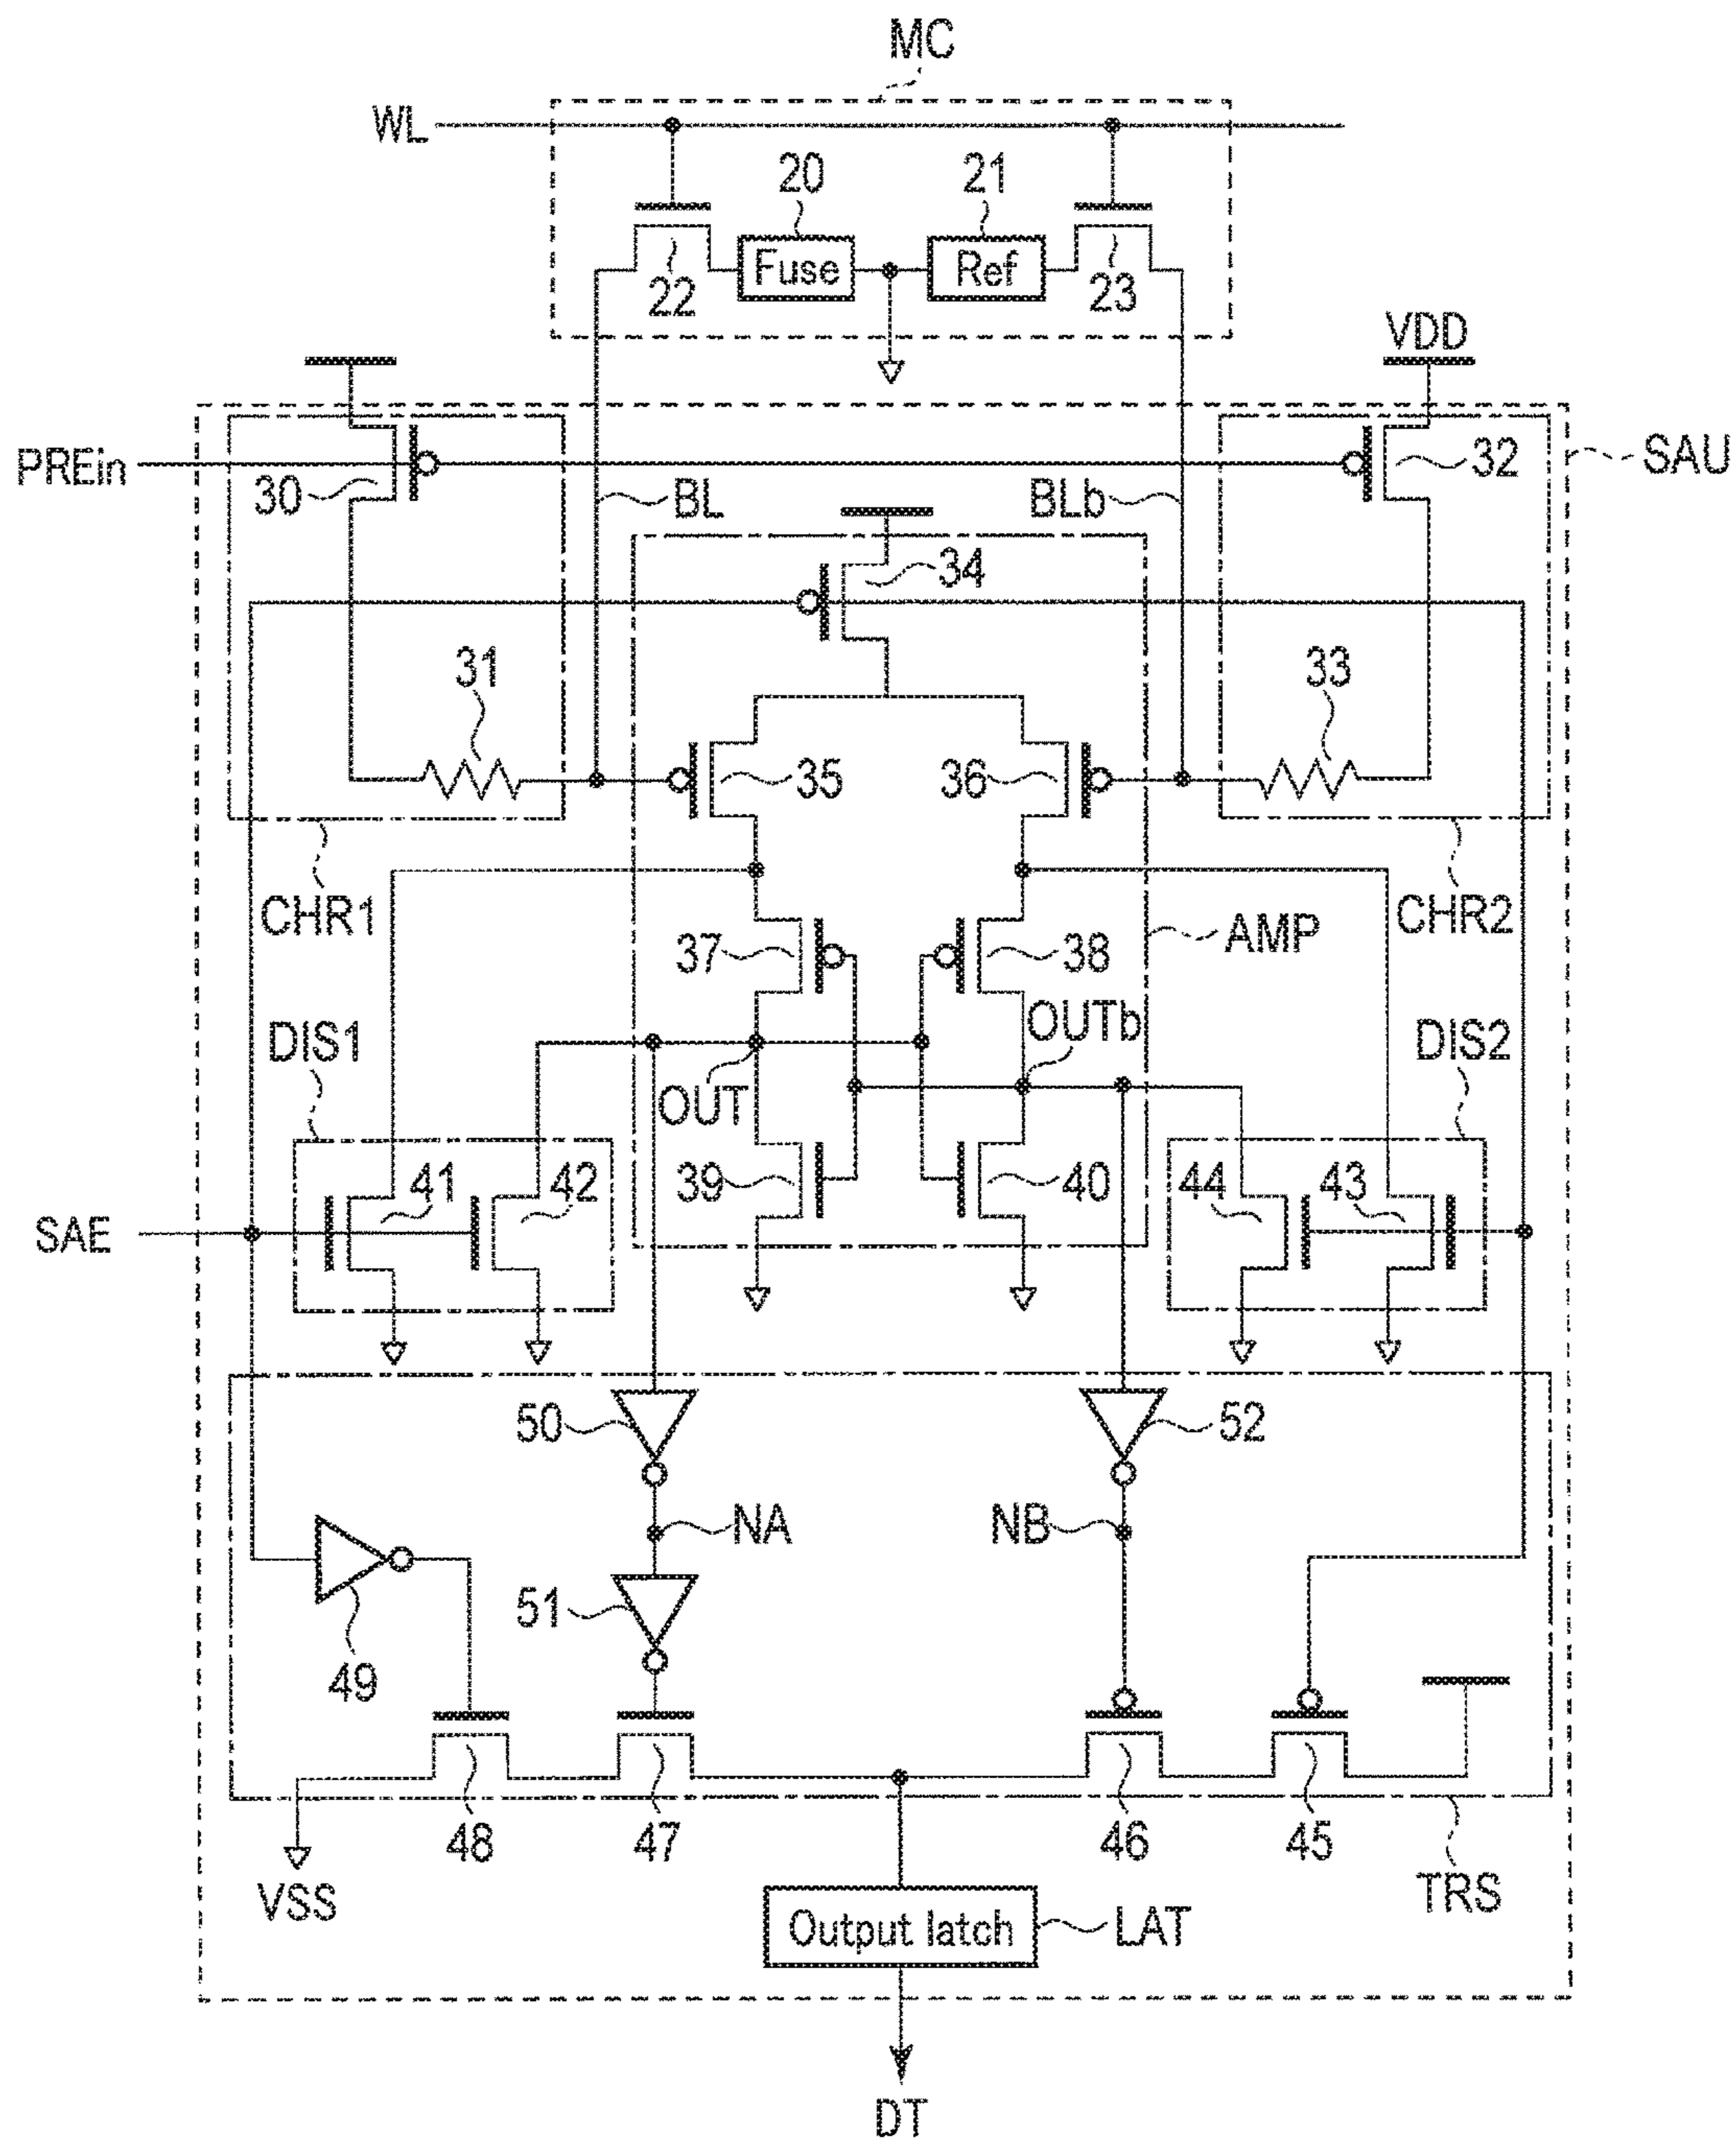 MC
WL
20
21
Fuse
Ref
22
23
VDD
PREin
30
32
SAU
BL
BLb
34
31
33
35
36
CHR1
CHR2
37
38
AMP
DIS1
OUTb
DIS2
OUT
41
42
39
40
44
43
SAE
50
52
NA
NB
51
49
48
47
46
45
VSS
TRS
Output latch
LAT
DT